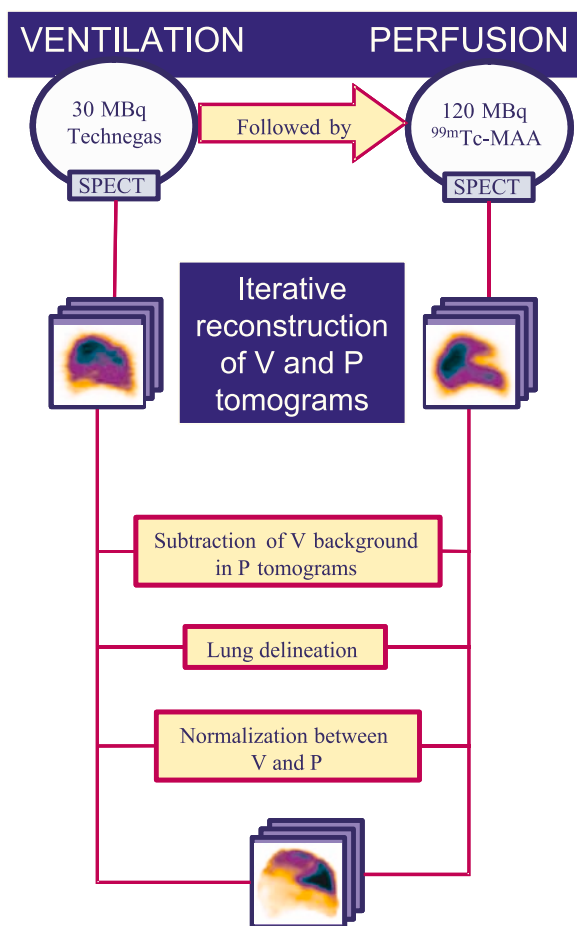 VENTILATION PERFUSION
30 MBq
Technegas
SPECT
Followed by
120 MBq
⁹⁹ᵐTc-MAA
SPECT
Iterative
reconstruction
of V and P
tomograms
Subtraction of V background
in P tomograms
Lung delineation
Normalization between
V and P